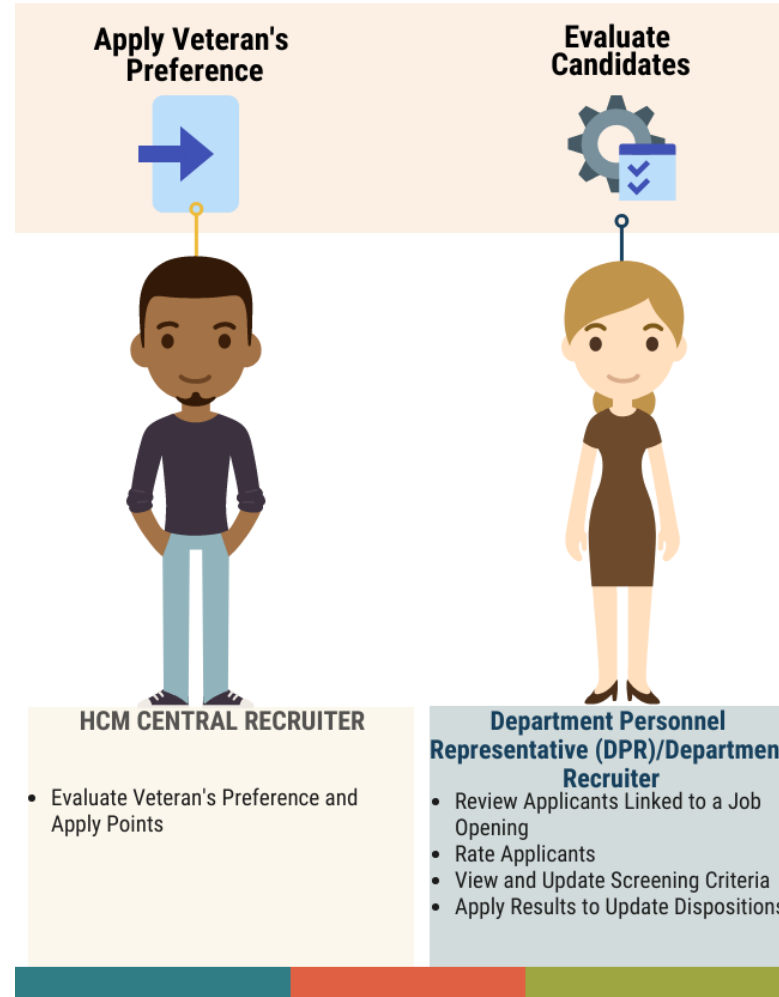 Apply Veteran's
Preference
Evaluate
Candidates
HCM CENTRAL RECRUITER
• Evaluate Veteran's Preference and
Apply Points
Department Personnel
Representative (DPR)/Departmen
Recruiter
• Review Applicants Linked to a Job
Opening
• Rate Applicants
• View and Update Screening Criteria
• Apply Results to Update Dispositions